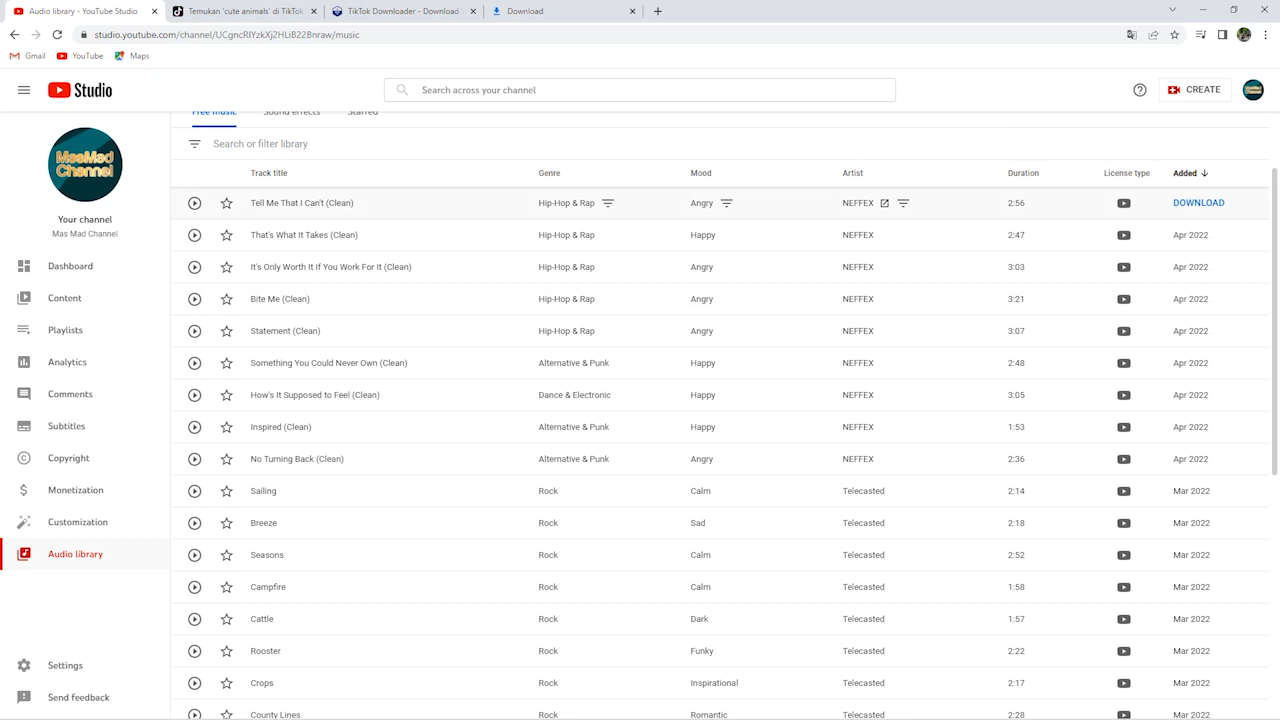 Audio library - YouTube Studio
Temukan 'cute animals' di TikTok
TikTok Downloader - Download
Download
studio.youtube.com/channel/UCgncRIYzkXj2HLiB22Bnraw/music
Gmail YouTube Maps
Studio
Search across your channel
CREATE
Free music Sound effects Starred
MasMad Channel
Your channel
Mas Mad Channel
Dashboard
Content
Playlists
Analytics
Comments
Subtitles
Copyright
Monetization
Customization
Audio library
Settings
Send feedback
Search or filter library
Track title Genre Mood Artist Duration License type Added
Tell Me That I Can't (Clean) Hip-Hop & Rap Angry NEFFEX 2:56 DOWNLOAD
That's What It Takes (Clean) Hip-Hop & Rap Happy NEFFEX 2:47 Apr 2022
It's Only Worth It If You Work For It (Clean) Hip-Hop & Rap Angry NEFFEX 3:03 Apr 2022
Bite Me (Clean) Hip-Hop & Rap Angry NEFFEX 3:21 Apr 2022
Statement (Clean) Hip-Hop & Rap Angry NEFFEX 3:07 Apr 2022
Something You Could Never Own (Clean) Alternative & Punk Happy NEFFEX 2:48 Apr 2022
How's It Supposed to Feel (Clean) Dance & Electronic Happy NEFFEX 3:05 Apr 2022
Inspired (Clean) Alternative & Punk Happy NEFFEX 1:53 Apr 2022
No Turning Back (Clean) Alternative & Punk Angry NEFFEX 2:36 Apr 2022
Sailing Rock Calm Telecasted 2:14 Mar 2022
Breeze Rock Sad Telecasted 2:18 Mar 2022
Seasons Rock Calm Telecasted 2:52 Mar 2022
Campfire Rock Calm Telecasted 1:58 Mar 2022
Cattle Rock Dark Telecasted 1:57 Mar 2022
Rooster Rock Funky Telecasted 2:22 Mar 2022
Crops Rock Inspirational Telecasted 2:17 Mar 2022
County Lines Rock Romantic Telecasted 2:28 Mar 2022